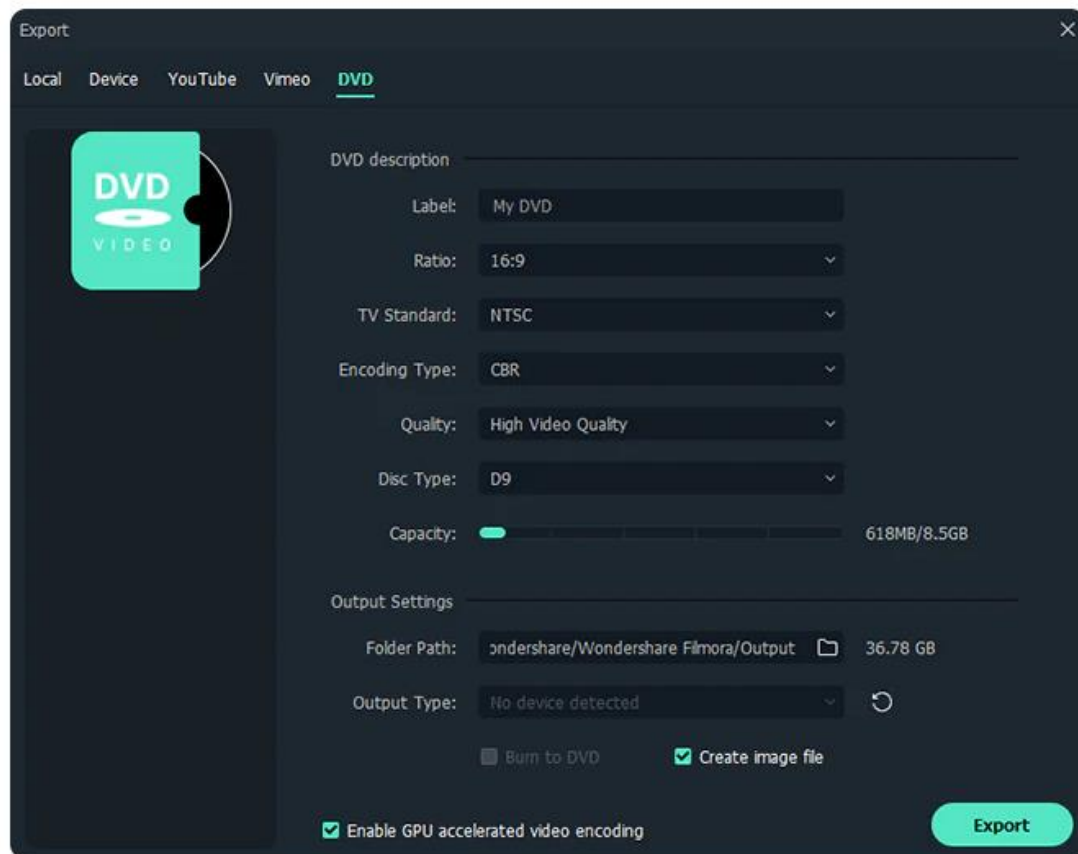 Export
Local Device YouTube Vimeo DVD
DVD
VIDEO
DVD description
Label: My DVD
Ratio: 16:9
TV Standard: NTSC
Encoding Type: CBR
Quality: High Video Quality
Disc Type: D9
Capacity: 618MB/8.5GB
Output Settings
Folder Path: ondershare/Wondershare Filmora/Output 36.78 GB
Output Type: No device detected
Burn to DVD Create image file
Enable GPU accelerated video encoding Export